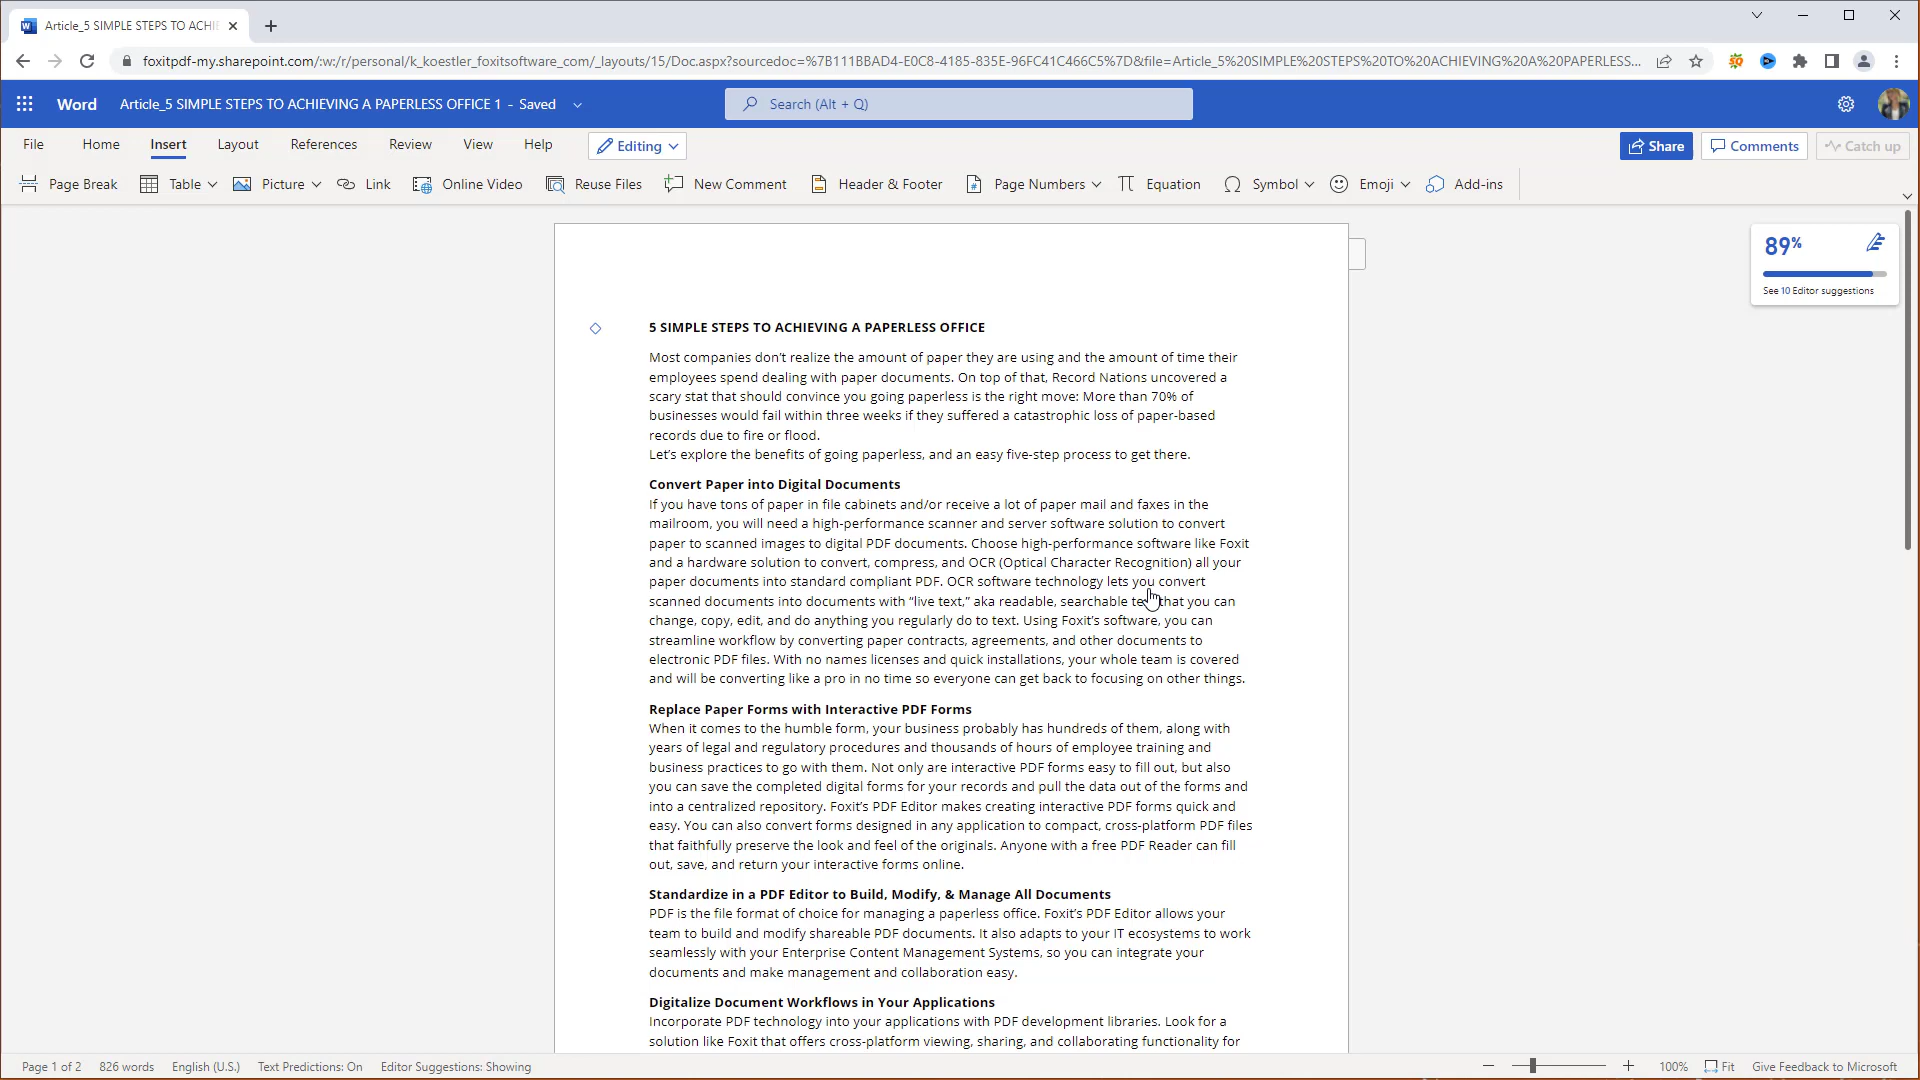 Article_5 SIMPLE STEPS TO ACHIE
foxitpdf-my.sharepoint.com/:w:/r/personal/k_koestler_foxitsoftware_com/_layouts/15/Doc.aspx?sourcedoc=%7B111BBAD4-E0C8-4185-835E-96FC41C466C5%7D&file=Article_5%20SIMPLE%20STEPS%20TO%20ACHIEVING%20A%20PAPERLESS...
Word Article_5 SIMPLE STEPS TO ACHIEVING A PAPERLESS OFFICE 1 - Saved Search (Alt + Q)
File Home Insert Layout References Review View Help Editing Share Comments Catch up
Page Break Table Picture Link Online Video Reuse Files New Comment Header & Footer Page Numbers Equation Symbol Emoji Add-ins
89%
See 10 Editor suggestions
5 SIMPLE STEPS TO ACHIEVING A PAPERLESS OFFICE
Most companies don't realize the amount of paper they are using and the amount of time their
employees spend dealing with paper documents. On top of that, Record Nations uncovered a
scary stat that should convince you going paperless is the right move: More than 70% of
businesses would fail within three weeks if they suffered a catastrophic loss of paper-based
records due to fire or flood.
Let's explore the benefits of going paperless, and an easy five-step process to get there.
Convert Paper into Digital Documents
If you have tons of paper in file cabinets and/or receive a lot of paper mail and faxes in the
mailroom, you will need a high-performance scanner and server software solution to convert
paper to scanned images to digital PDF documents. Choose high-performance software like Foxit
and a hardware solution to convert, compress, and OCR (Optical Character Recognition) all your
paper documents into standard compliant PDF. OCR software technology lets you convert
scanned documents into documents with “live text,” aka readable, searchable that you can
change, copy, edit, and do anything you regularly do to text. Using Foxit's software, you can
streamline workflow by converting paper contracts, agreements, and other documents to
electronic PDF files. With no names licenses and quick installations, your whole team is covered
and will be converting like a pro in no time so everyone can get back to focusing on other things.
Replace Paper Forms with Interactive PDF Forms
When it comes to the humble form, your business probably has hundreds of them, along with
years of legal and regulatory procedures and thousands of hours of employee training and
business practices to go with them. Not only are interactive PDF forms easy to fill out, but also
you can save the completed digital forms for your records and pull the data out of the forms and
into a centralized repository. Foxit's PDF Editor makes creating interactive PDF forms quick and
easy. You can also convert forms designed in any application to compact, cross-platform PDF files
that faithfully preserve the look and feel of the originals. Anyone with a free PDF Reader can fill
out, save, and return your interactive forms online.
Standardize in a PDF Editor to Build, Modify, & Manage All Documents
PDF is the file format of choice for managing a paperless office. Foxit's PDF Editor allows your
team to build and modify shareable PDF documents. It also adapts to your IT ecosystems to work
seamlessly with your Enterprise Content Management Systems, so you can integrate your
documents and make management and collaboration easy.
Digitalize Document Workflows in Your Applications
Incorporate PDF technology into your applications with PDF development libraries. Look for a
solution like Foxit that offers cross-platform viewing, sharing, and collaborating functionality for
Page 1 of 2 826 words English (U.S.) Text Predictions: On Editor Suggestions: Showing 100% Fit Give Feedback to Microsoft